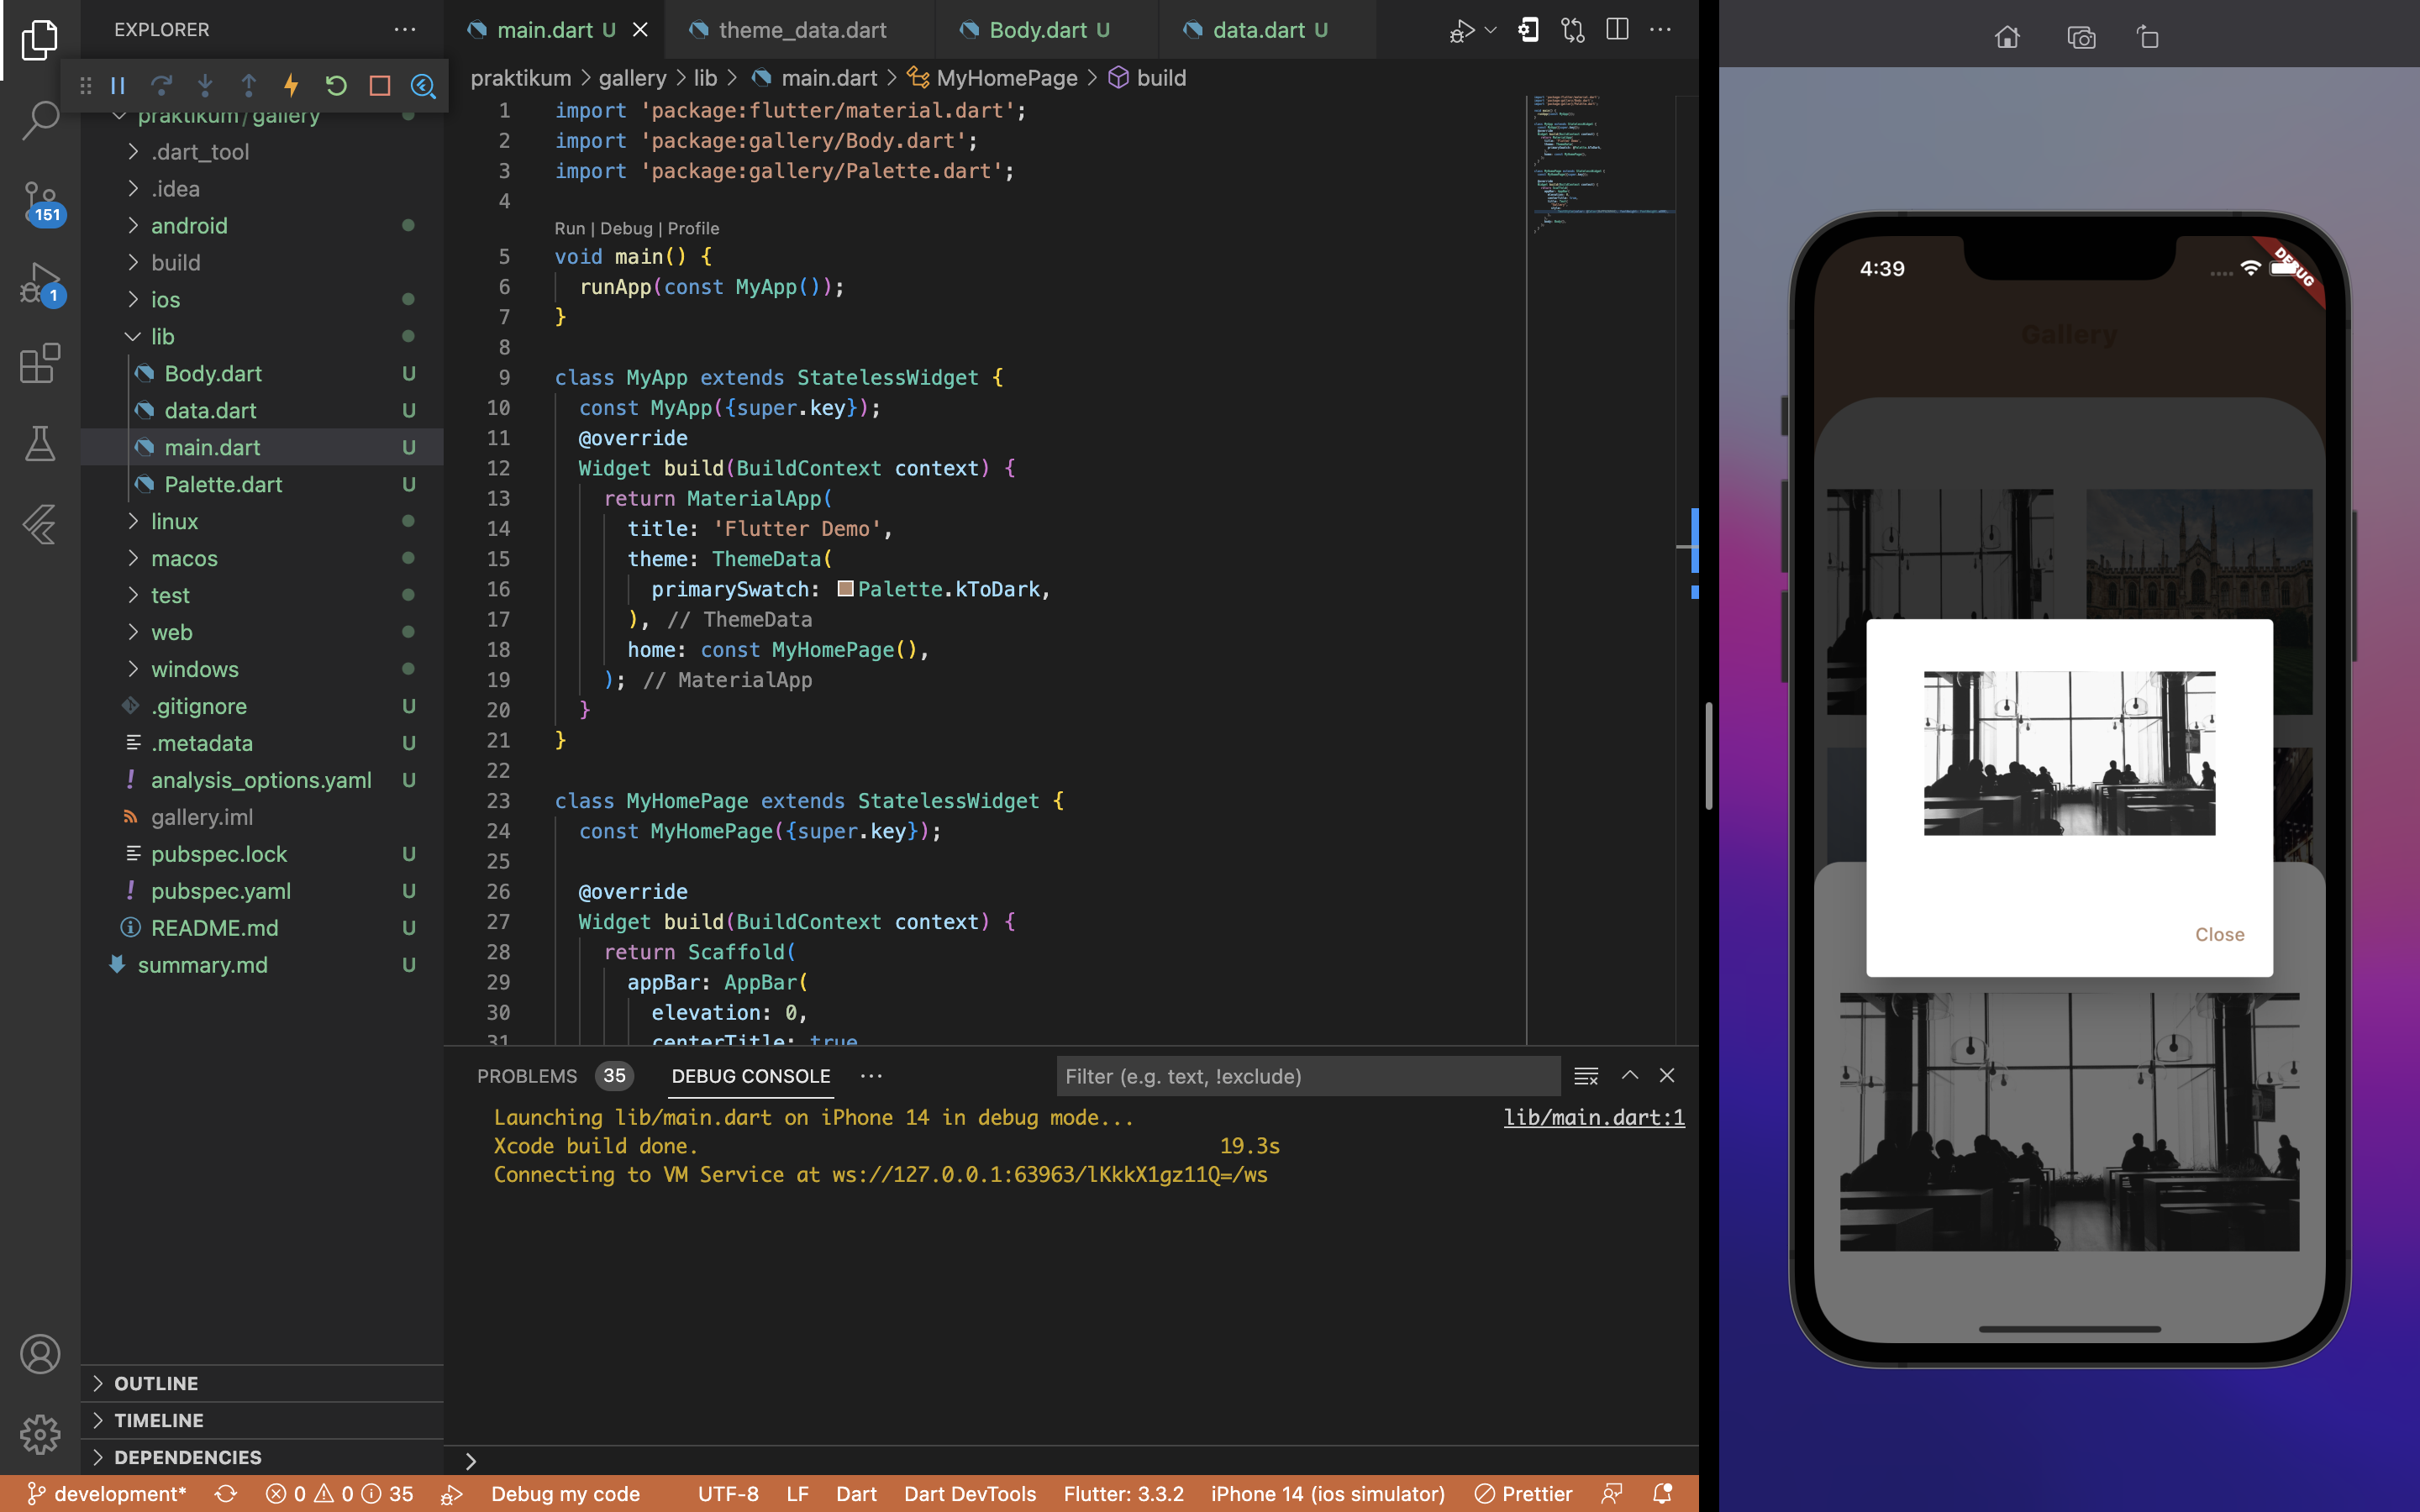 EXPLORER
praktikum/gallery
.dart_tool
.idea
android
build
ios
lib
Body.dart U
data.dart U
main.dart U
Palette.dart U
linux
macos
test
web
windows
.gitignore U
.metadata U
analysis_options.yaml U
gallery.iml
pubspec.lock U
pubspec.yaml U
README.md U
summary.md U
OUTLINE
TIMELINE
DEPENDENCIES
151
1
main.dart U
theme_data.dart
Body.dart U
data.dart U
praktikum > gallery > lib > main.dart > MyHomePage > build
1 import 'package:flutter/material.dart';
2 import 'package:gallery/Body.dart';
3 import 'package:gallery/Palette.dart';
4
Run | Debug | Profile
5 void main() {
6 runApp(const MyApp());
7 }
8
9 class MyApp extends StatelessWidget {
10 const MyApp({super.key});
11 @override
12 Widget build(BuildContext context) {
13 return MaterialApp(
14 title: 'Flutter Demo',
15 theme: ThemeData(
16 primarySwatch: Palette.kToDark,
17 ), // ThemeData
18 home: const MyHomePage(),
19 ); // MaterialApp
20 }
21 }
22
23 class MyHomePage extends StatelessWidget {
24 const MyHomePage({super.key});
25
26 @override
27 Widget build(BuildContext context) {
28 return Scaffold(
29 appBar: AppBar(
30 elevation: 0,
31 centerTitle: true
PROBLEMS 35 DEBUG CONSOLE
Filter (e.g. text, !exclude)
Launching lib/main.dart on iPhone 14 in debug mode... lib/main.dart:1
Xcode build done. 19.3s
Connecting to VM Service at ws://127.0.0.1:63963/lKkkX1gz11Q=/ws
development* 0 0 35 Debug my code UTF-8 LF Dart Dart DevTools Flutter: 3.3.2 iPhone 14 (ios simulator) Prettier
4:39
DEBUG
Gallery
Close